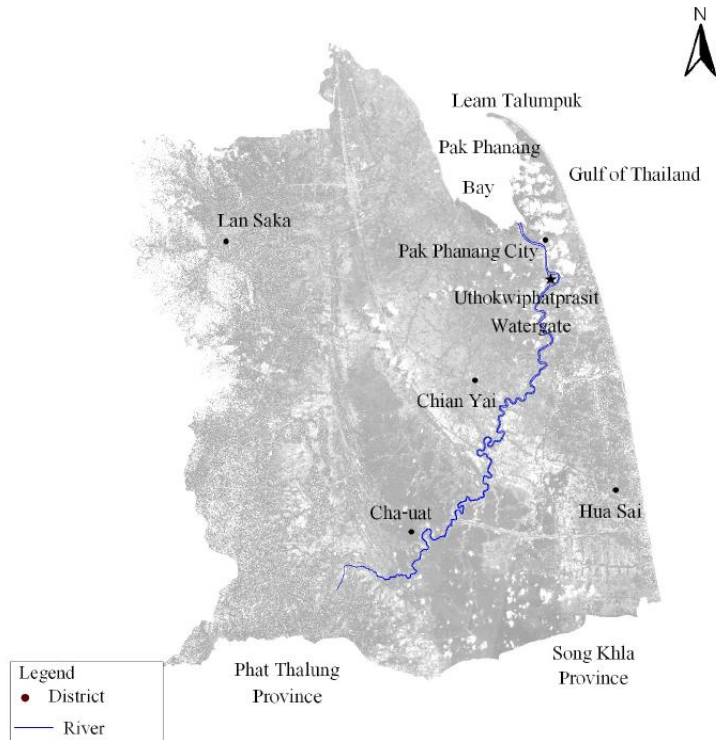 N
Leam Talumpuk
Pak Phanang
Bay
Gulf of Thailand
Lan Saka
Pak Phanang City
Uthokwiphatprasit
Watergate
Chian Yai
Cha-uat
Hua Sai
Phat Thalung
Province
Song Khla
Province
Legend
District
River